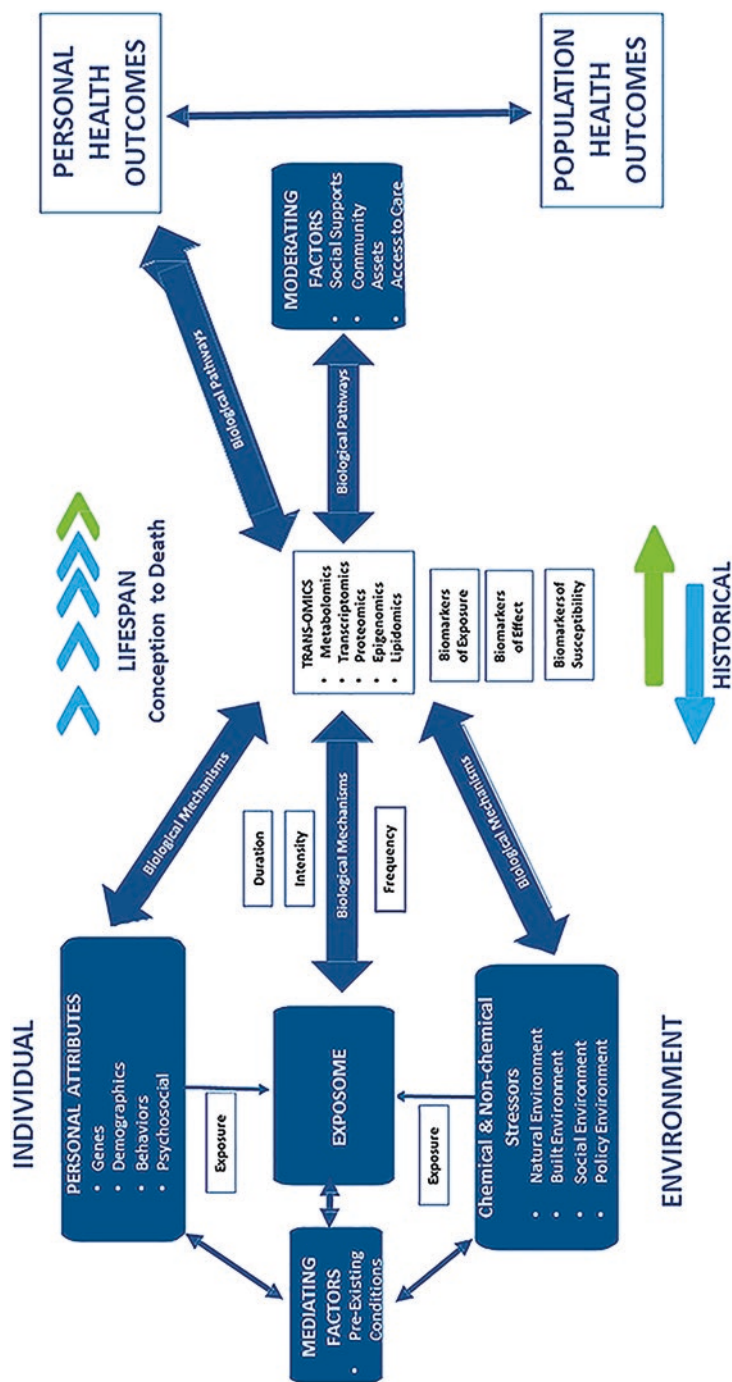 INDIVIDUAL
PERSONAL ATTRIBUTES
• Genes
• Demographics
• Behaviors
• Psychosocial
Exposure
MEDIATING
FACTORS
• Pre-Existing
Conditions
EXPOSOME
Exposure
Chemical & Non-chemical
Stressors
• Natural Environment
• Built Environment
• Social Environment
• Policy Environment
ENVIRONMENT
Biological Mechanisms
Duration
Intensity
Biological Mechanisms
Frequency
Biological Mechanisms
LIFESPAN
Conception to Death
TRANS-OMICS
• Metabolomics
• Transcriptomics
• Proteomics
• Epigenomics
• Lipidomics
Biomarkers
of Exposure
Biomarkers
of Effect
Biomarkers of
Susceptibility
HISTORICAL
Biological Pathways
Biological Pathways
MODERATING
FACTORS
• Social Supports
• Community
Assets
• Access to Care
PERSONAL
HEALTH
OUTCOMES
POPULATION
HEALTH
OUTCOMES